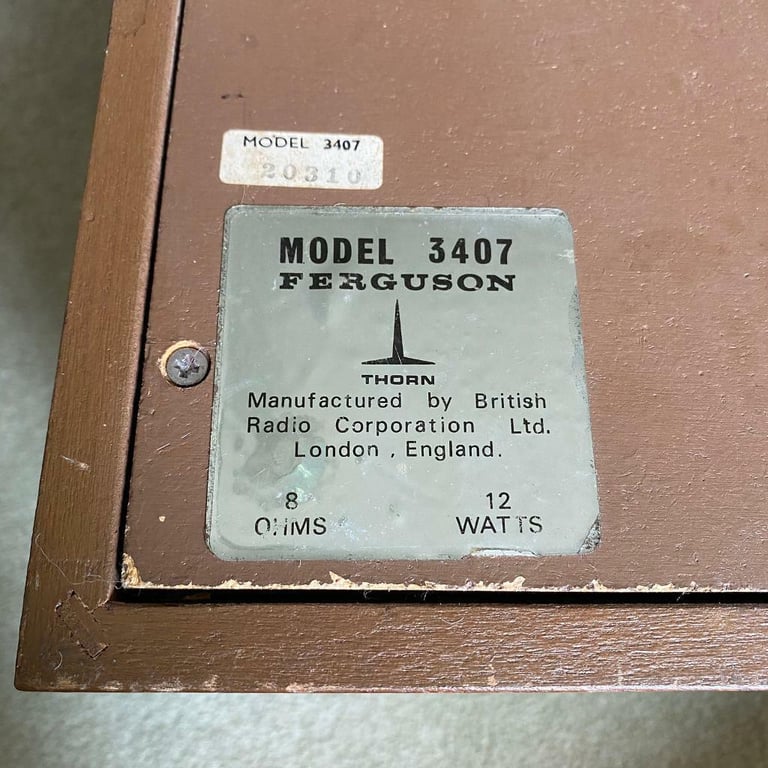 MODEL 3407
20310
MODEL 3407
FERGUSON
THORN
Manufactured by British
Radio Corporation Ltd.
London, England.
8 12
OHMS WATTS